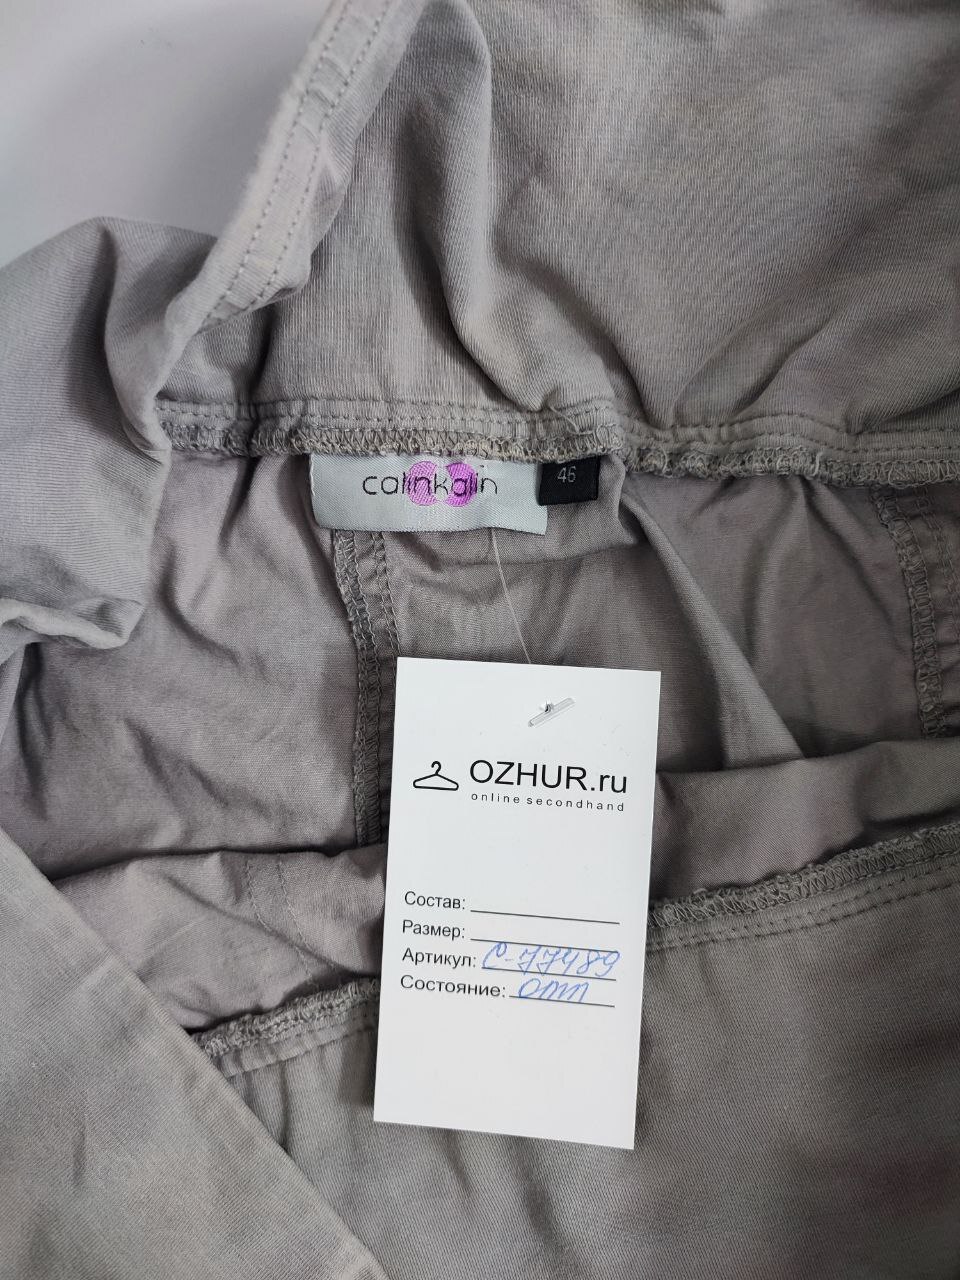 calinkalin
46
OZHUR.ru
online secondhand
Состав:
Размер:
Артикул: С-77489
Состояние: отл